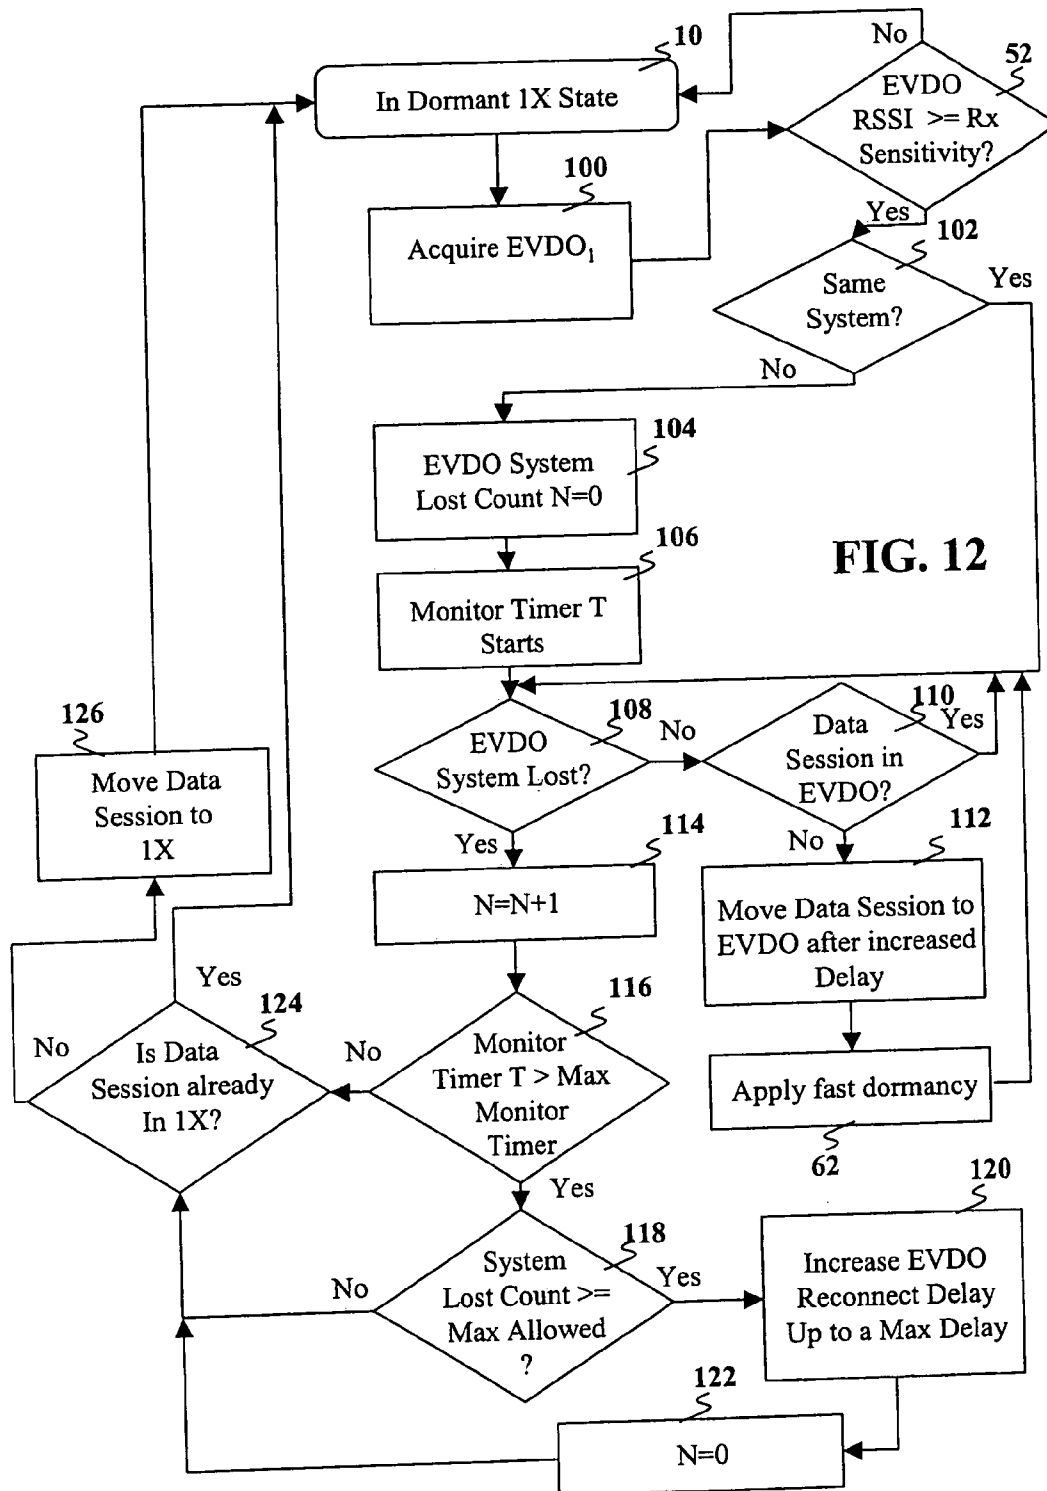 10
No
52
In Dormant 1X State
EVDO
RSSI >= Rx
Sensitivity?
100
Acquire EVDO₁
Yes
102
Same
System?
Yes
No
104
EVDO System
Lost Count N=0
106
FIG. 12
Monitor Timer T
Starts
108
EVDO
System Lost?
No
110
Data
Session in
EVDO?
Yes
126
Move Data
Session to
1X
Yes
114
N=N+1
No
112
Move Data Session to
EVDO after increased
Delay
Yes
124
Is Data
Session already
In 1X?
No
116
Monitor
Timer T > Max
Monitor
Timer
No
Apply fast dormancy
62
Yes
118
System
Lost Count >=
Max Allowed
?
No
Yes
120
Increase EVDO
Reconnect Delay
Up to a Max Delay
122
N=0